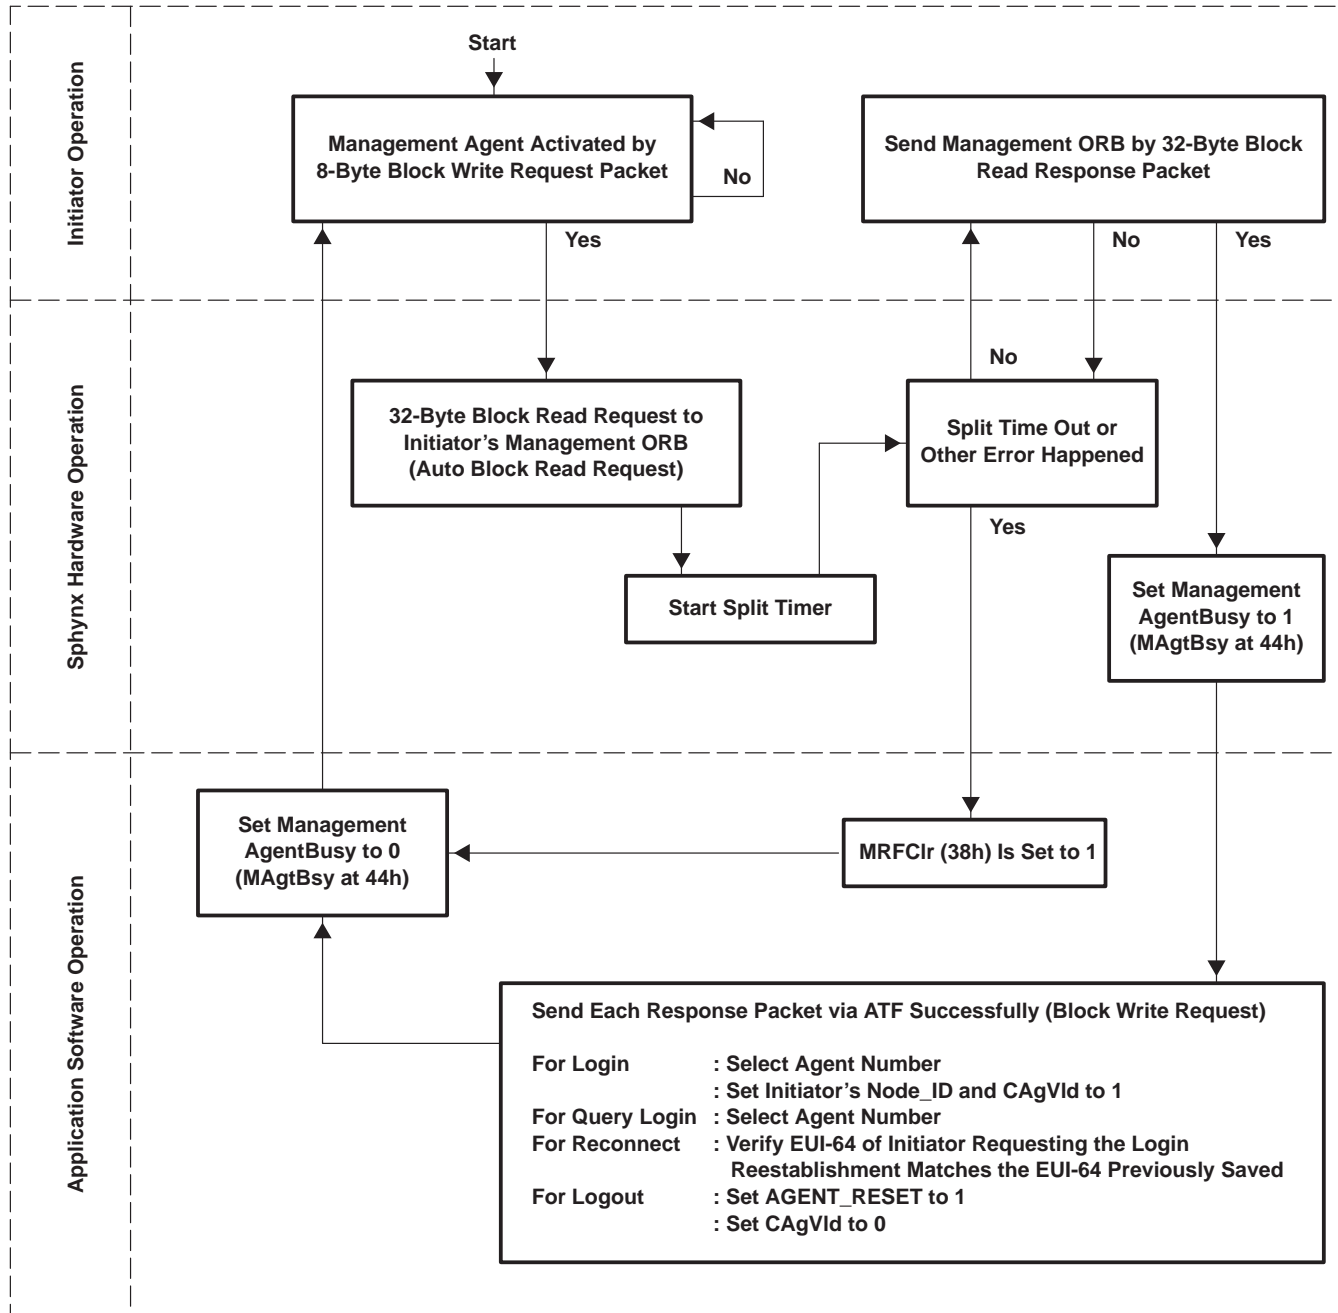 Start
Initiator Operation
Management Agent Activated by
8-Byte Block Write Request Packet
No
Yes
Send Management ORB by 32-Byte Block
Read Response Packet
No
Yes
Sphynx Hardware Operation
32-Byte Block Read Request to
Initiator's Management ORB
(Auto Block Read Request)
Start Split Timer
No
Split Time Out or
Other Error Happened
Yes
Set Management
AgentBusy to 1
(MAgtBsy at 44h)
Application Software Operation
Set Management
AgentBusy to 0
(MAgtBsy at 44h)
MRFClr (38h) Is Set to 1
Send Each Response Packet via ATF Successfully (Block Write Request)
For Login : Select Agent Number
: Set Initiator's Node_ID and CAgVld to 1
For Query Login : Select Agent Number
For Reconnect : Verify EUI-64 of Initiator Requesting the Login
Reestablishment Matches the EUI-64 Previously Saved
For Logout : Set AGENT_RESET to 1
: Set CAgVld to 0